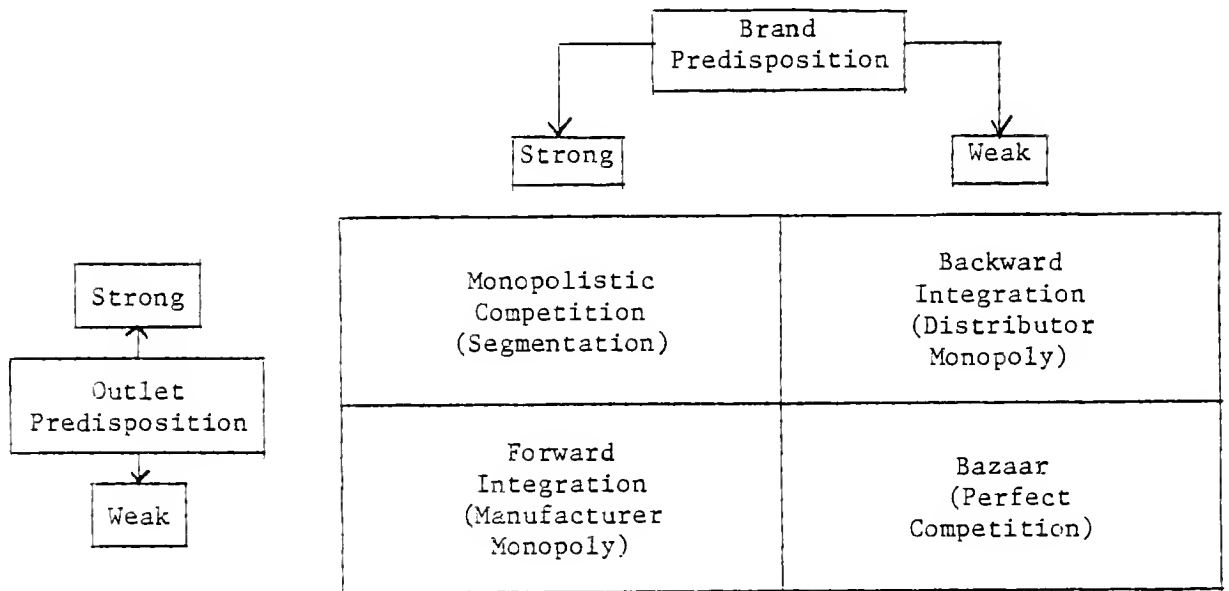 Brand
Predisposition
Strong
Weak
Monopolistic
Competition
(Segmentation)
Backward
Integration
(Distributor
Monopoly)
Strong
Outlet
Predisposition
Weak
Forward
Integration
(Manufacturer
Monopoly)
Bazaar
(Perfect
Competition)